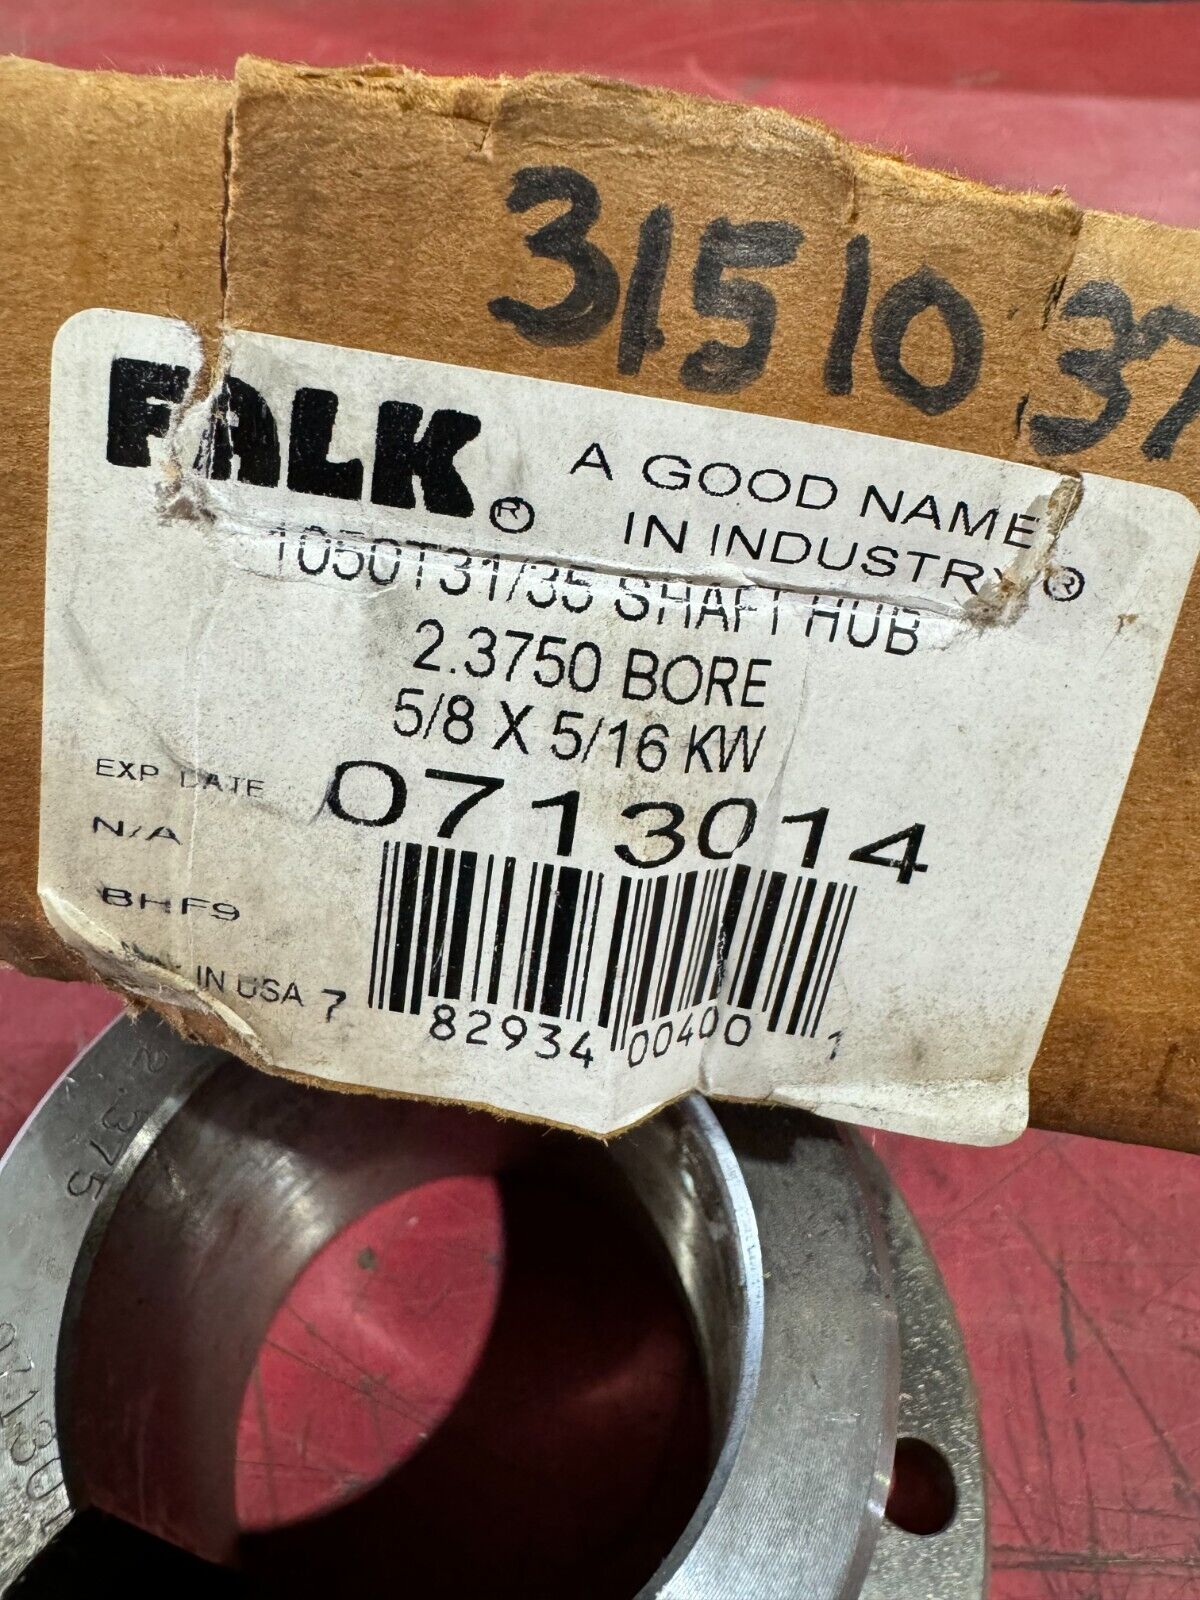 31510 37
FALK® A GOOD NAME
IN INDUSTRY®
1050T31/35 SHAFT HUB
2.3750 BORE
5/8 X 5/16 KW
EXP DATE 0713014
N/A
BHF9
IN USA
7 82934 00400 1
2.375
071301